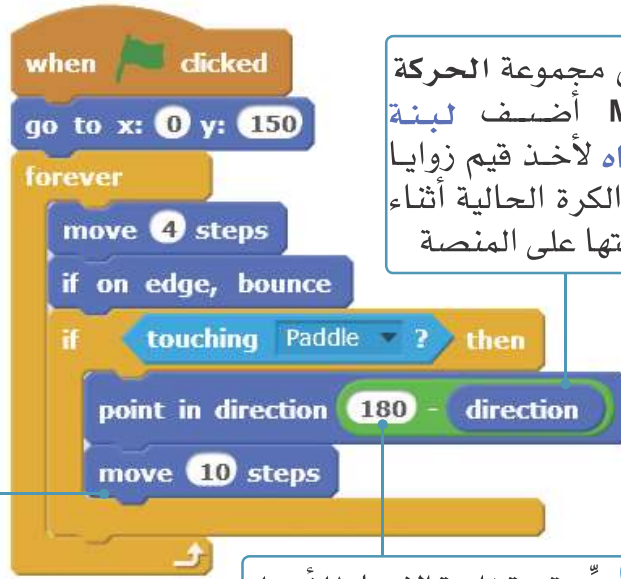 when clicked
go to x: 0 y: 150
forever
move 4 steps
if on edge, bounce
if touching Paddle ? then
point in direction 180 - direction
move 10 steps
مجموعة الحركة
أضف لبنة
لأخذ قيم زوايا
الكرة الحالية أثناء
على المنصة